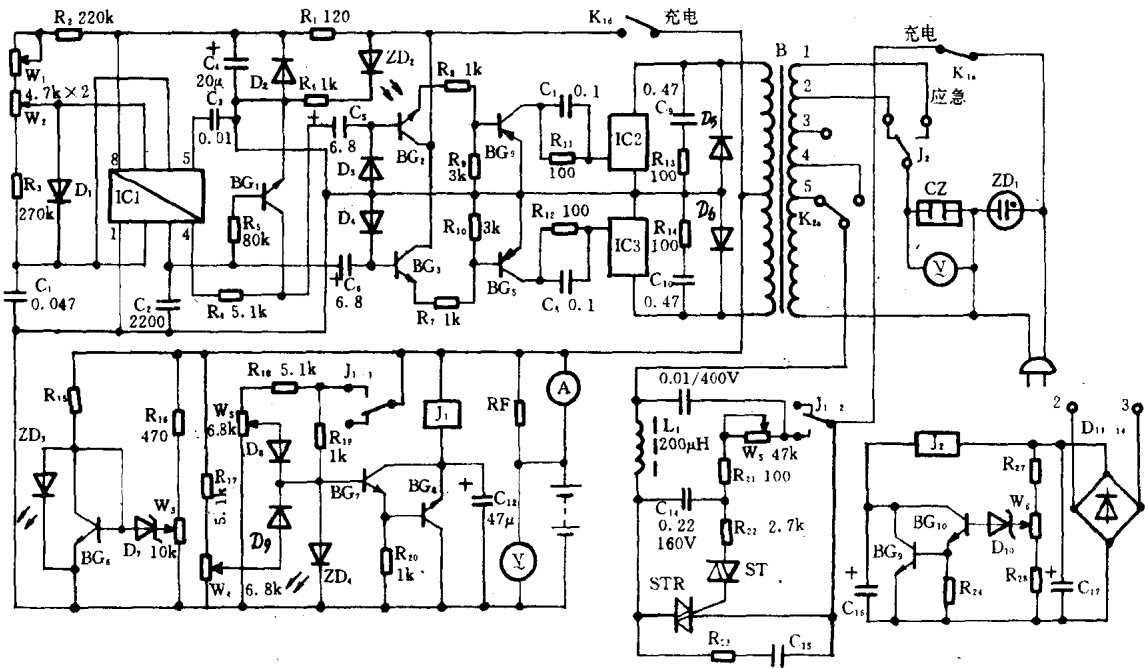 R₂ 220k
R₁ 120
K₁d
充电
B
充电
K₁a
应急
W₁
4.7k×2
W₂
C₄
20μ
D₂
ZD₂
R₄ 1k
R₈ 1k
C₃
0.01
C₅
6.8
BG₂
C₇ 0.1
R₁₁
100
IC2
0.47
C₉
D₅
R₁₃
100
1
2
3
4
5
K₂a
J₂
CZ
ZD₁
V
8
5
IC1
1
4
R₃
270k
D₁
BG₁
R₅
80k
D₃
D₄
R₉
3k
BG₄
R₁₀
3k
R₁₂ 100
IC3
D₆
R₁₄
100
C₁₀
0.47
C₁
0.047
C₂
2200
R₆ 5.1k
C₆
6.8
BG₃
R₇ 1k
BG₅
C₈ 0.1
R₁₅
ZD₃
R₁₆
470
R₁₈ 5.1k
W₅
6.8k
D₈
R₁₇
5.1k
D₉
W₄ 6.8k
BG₆
D₇
W₃
10k
J₁₋₁
R₁₉
1k
BG₇
ZD₄
J₁
BG₈
C₁₂
47μ
R₂₀
1k
RF
A
V
0.01/400V
L₁
200μH
J₁₋₂
W₅ 47k
R₂₁ 100
C₁₄
0.22
160V
R₂₂ 2.7k
ST
STR
R₂₃
C₁₅
2
3
D₁₁₋₁₄
J₂
R₂₇
BG₁₀
BG₉
D₁₀
W₆
R₂₄
R₂₈
C₁₆
C₁₇